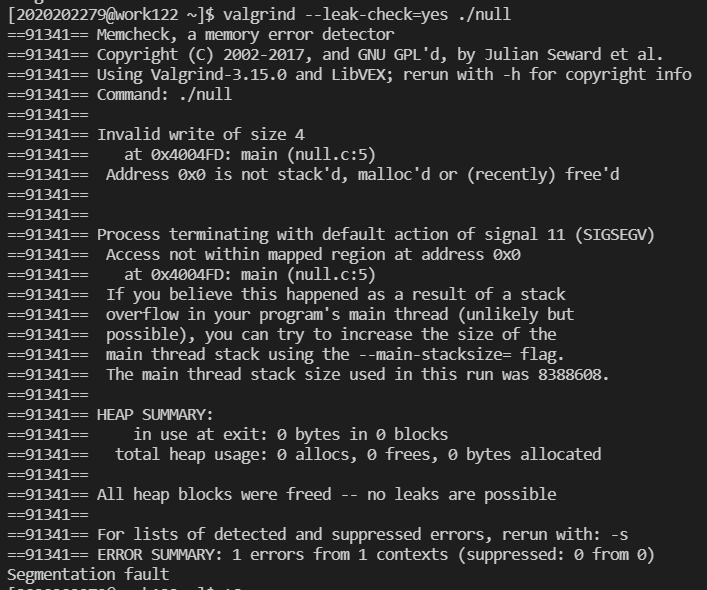 [2020202279@work122 ~]$ valgrind --leak-check=yes ./null
==91341== Memcheck, a memory error detector
==91341== Copyright (C) 2002-2017, and GNU GPL'd, by Julian Seward et al.
==91341== Using Valgrind-3.15.0 and LibVEX; rerun with -h for copyright info
==91341== Command: ./null
==91341==
==91341== Invalid write of size 4
==91341==    at 0x4004FD: main (null.c:5)
==91341==  Address 0x0 is not stack'd, malloc'd or (recently) free'd
==91341==
==91341==
==91341== Process terminating with default action of signal 11 (SIGSEGV)
==91341==  Access not within mapped region at address 0x0
==91341==    at 0x4004FD: main (null.c:5)
==91341==  If you believe this happened as a result of a stack
==91341==  overflow in your program's main thread (unlikely but
==91341==  possible), you can try to increase the size of the
==91341==  main thread stack using the --main-stacksize= flag.
==91341==  The main thread stack size used in this run was 8388608.
==91341==
==91341== HEAP SUMMARY:
==91341==     in use at exit: 0 bytes in 0 blocks
==91341==   total heap usage: 0 allocs, 0 frees, 0 bytes allocated
==91341==
==91341== All heap blocks were freed -- no leaks are possible
==91341==
==91341== For lists of detected and suppressed errors, rerun with: -s
==91341== ERROR SUMMARY: 1 errors from 1 contexts (suppressed: 0 from 0)
Segmentation fault